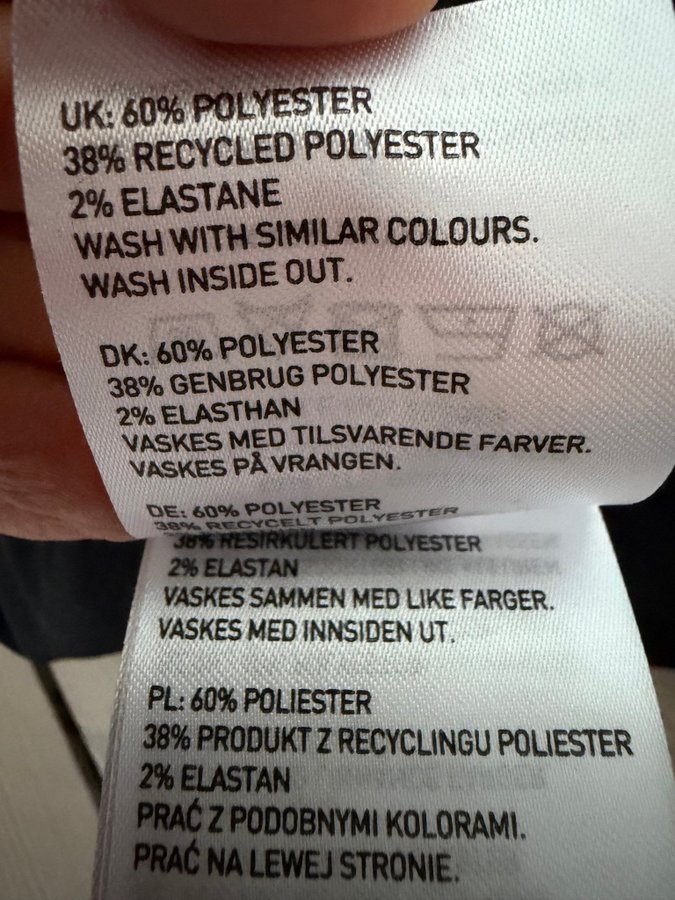 UK: 60% POLYESTER
38% RECYCLED POLYESTER
2% ELASTANE
WASH WITH SIMILAR COLOURS.
WASH INSIDE OUT.
DK: 60% POLYESTER
38% GENBRUG POLYESTER
2% ELASTHAN
VASKES MED TILSVARENDE FARVER.
VASKES PÅ VRANGEN.
DE: 60% POLYESTER
38% RECYCELT POLYESTER
38% RESIRKULERT POLYESTER
2% ELASTAN
VASKES SAMMEN MED LIKE FARGER.
VASKES MED INNSIDEN UT.
PL: 60% POLIESTER
38% PRODUKT Z RECYCLINGU POLIESTER
2% ELASTAN
PRAĆ Z PODOBNYMI KOLORAMI.
PRAĆ NA LEWEJ STRONIE.